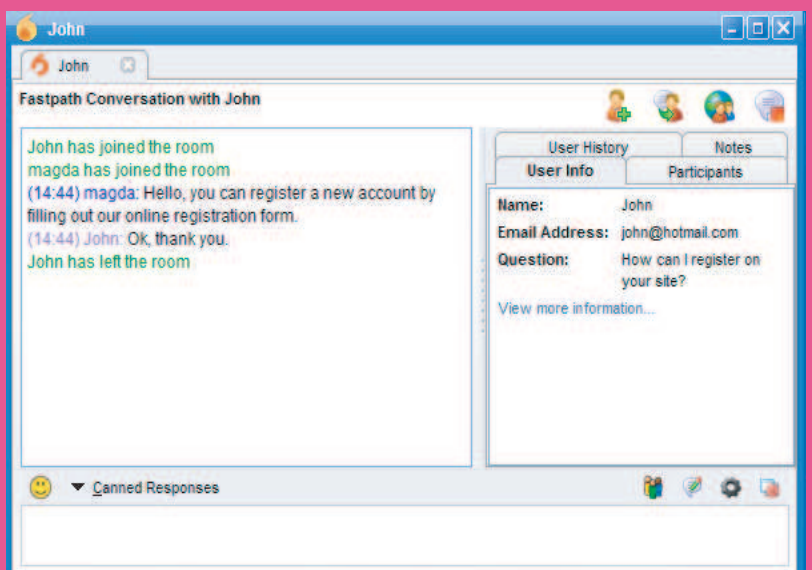 John
John
Fastpath Conversation with John
John has joined the room
magda has joined the room
(14:44) magda: Hello, you can register a new account by
filling out our online registration form.
(14:44) John: Ok, thank you.
John has left the room
User History
Notes
User Info
Participants
Name: John
Email Address: john@hotmail.com
Question: How can I register on
your site?
View more information...
Canned Responses